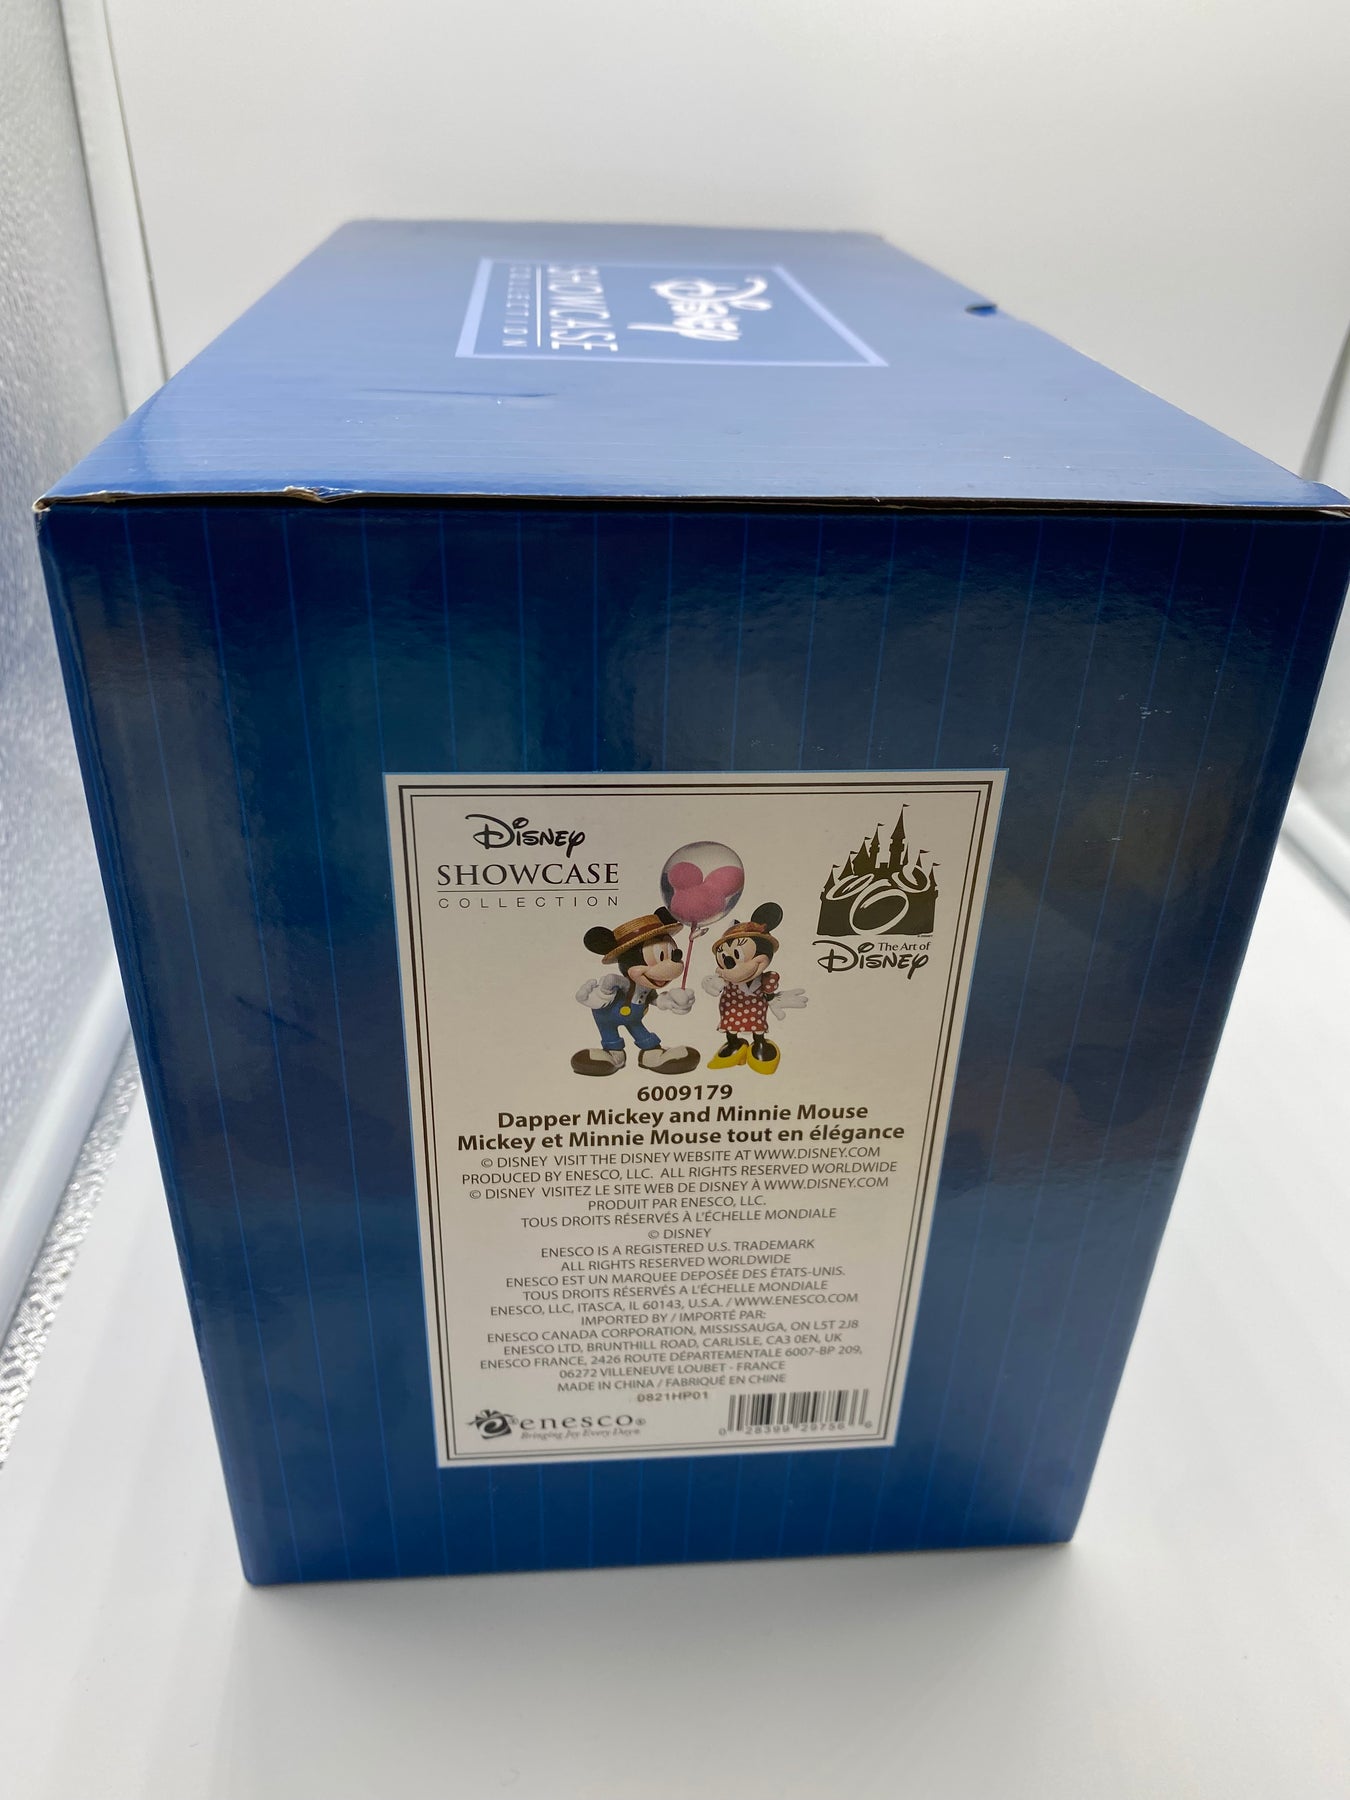 Disney
SHOWCASE
COLLECTION
Disney
SHOWCASE
COLLECTION
The Art of
Disney
6009179
Dapper Mickey and Minnie Mouse
Mickey et Minnie Mouse tout en élégance
© DISNEY VISIT THE DISNEY WEBSITE AT WWW.DISNEY.COM
PRODUCED BY ENESCO, LLC. ALL RIGHTS RESERVED WORLDWIDE
© DISNEY VISITEZ LE SITE WEB DE DISNEY À WWW.DISNEY.COM
PRODUIT PAR ENESCO, LLC.
TOUS DROITS RÉSERVÉS À L'ÉCHELLE MONDIALE
© DISNEY
ENESCO IS A REGISTERED U.S. TRADEMARK
ALL RIGHTS RESERVED WORLDWIDE
ENESCO EST UN MARQUEE DEPOSÉE DES ÉTATS-UNIS.
TOUS DROITS RÉSERVÉS A L'ÉCHELLE MONDIALE
ENESCO, LLC, ITASCA, IL 60143, U.S.A. / WWW.ENESCO.COM
IMPORTED BY / IMPORTÉ PAR:
ENESCO CANADA CORPORATION, MISSISSAUGA, ON L5T 2J8
ENESCO LTD, BRUNTHILL ROAD, CARLISLE, CA3 0EN, UK
ENESCO FRANCE, 2426 ROUTE DÉPARTEMENTALE 6007-BP 209,
06272 VILLENEUVE LOUBET - FRANCE
MADE IN CHINA / FABRIQUÉ EN CHINE
0821HP01
enesco®
Bringing Joy Every Day®
0 28399 29756 6